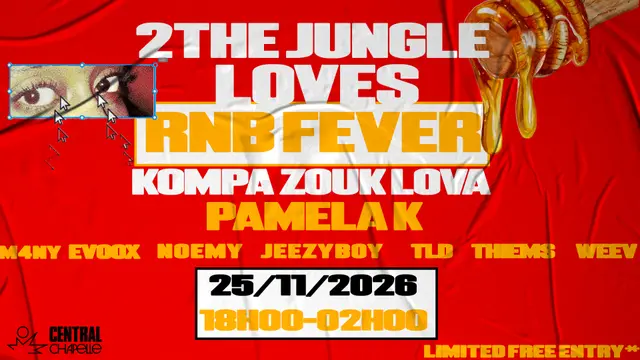 2THE JUNGLE
LOVES
RNB FEVER
KOMPA ZOUK LOVA
PAMELA K
M4NY EVOOX NOEMY JEEZYBOY TLD THIEMS WEEV
25/11/2026
18H00-02H00
CENTRAL
CHAPELLE
LIMITED FREE ENTRY*